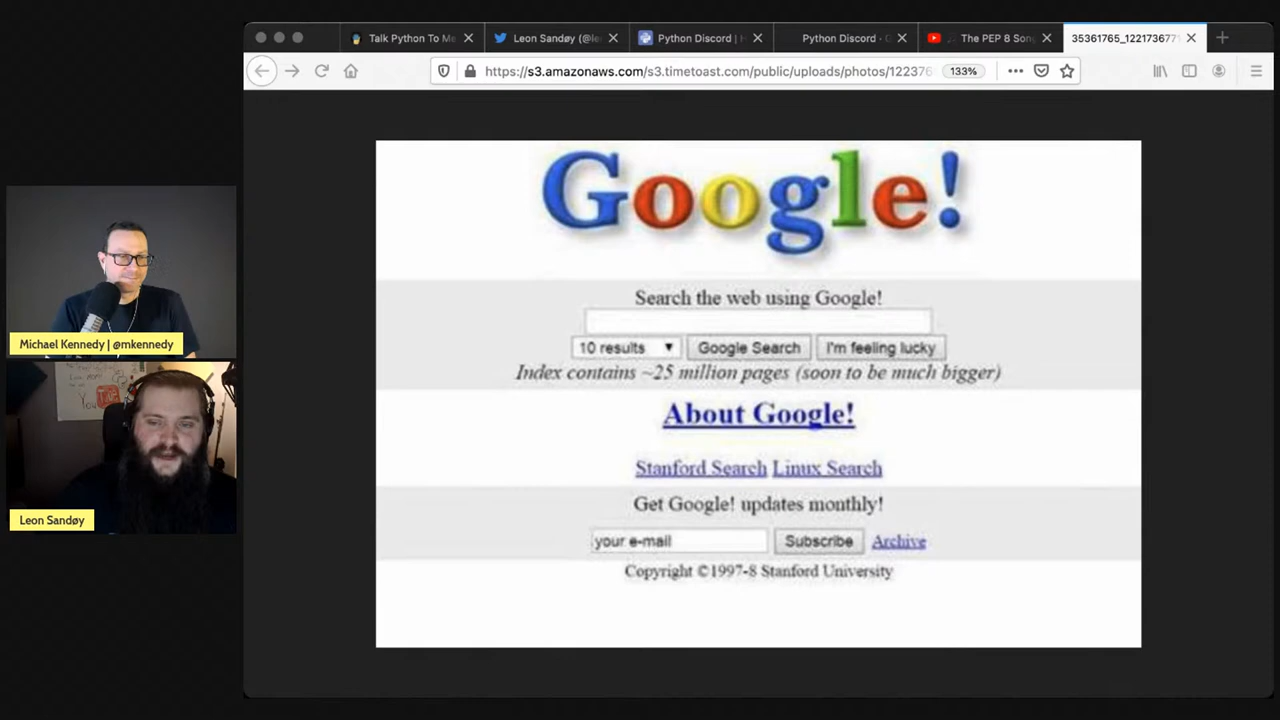 Talk Python To Me
Leon Sandøy (@le
Python Discord | H
Python Discord · G
The PEP 8 Song
35361765_122173677
https://s3.amazonaws.com/s3.timetoast.com/public/uploads/photos/122376
133%
Google!
Search the web using Google!
10 results
Google Search
I'm feeling lucky
Index contains ~25 million pages (soon to be much bigger)
About Google!
Stanford Search Linux Search
Get Google! updates monthly!
your e-mail
Subscribe
Archive
Copyright ©1997-8 Stanford University
Michael Kennedy | @mkennedy
Leon Sandøy